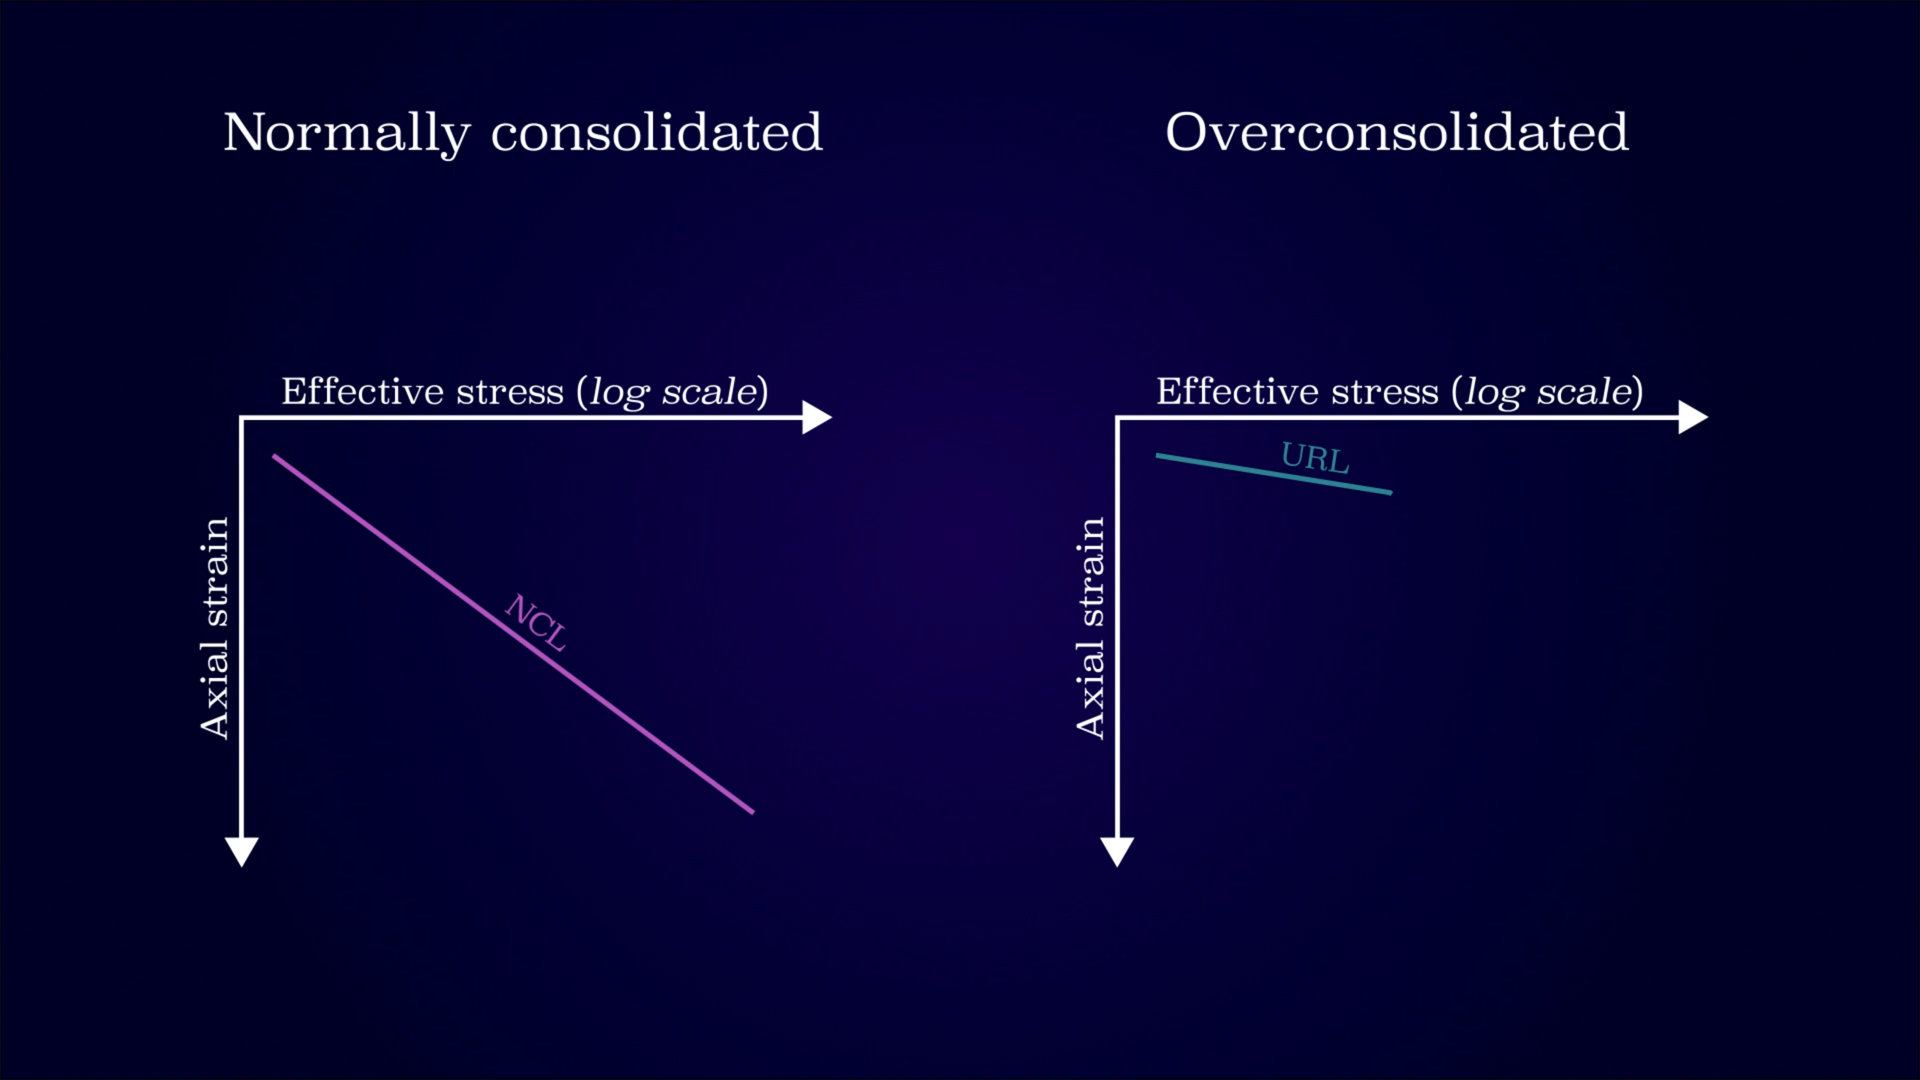 Normally consolidated
Overconsolidated
Effective stress (log scale)
Axial strain
NCL
Effective stress (log scale)
Axial strain
URL